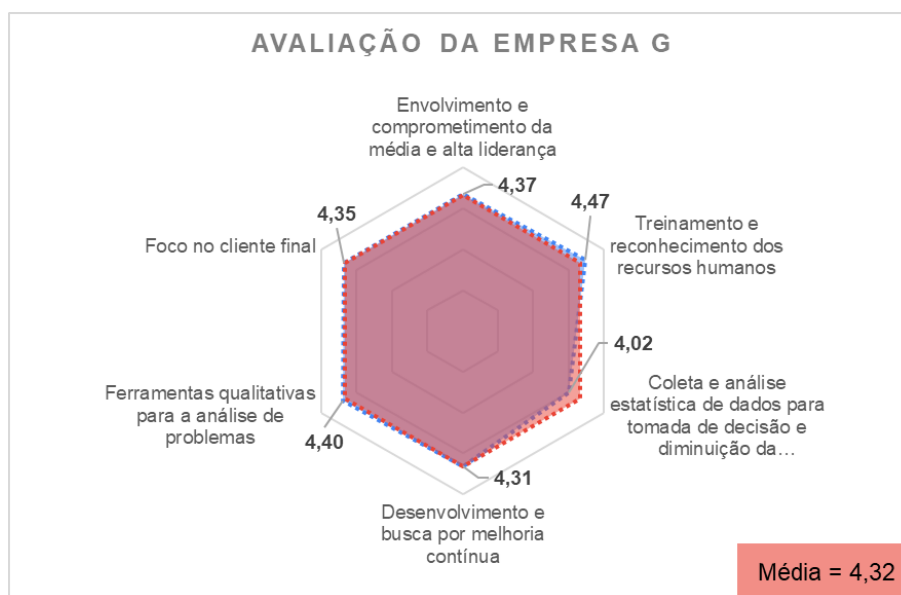 AVALIAÇÃO DA EMPRESA G
Envolvimento e
comprometimento da
média e alta liderança
4,37
4,47
Treinamento e
reconhecimento dos
recursos humanos
4,02
Coleta e análise
estatística de dados para
tomada de decisão e
diminuição da...
4,31
Desenvolvimento e
busca por melhoria
contínua
4,40
Ferramentas qualitativas
para a análise de
problemas
4,35
Foco no cliente final
Média = 4,32